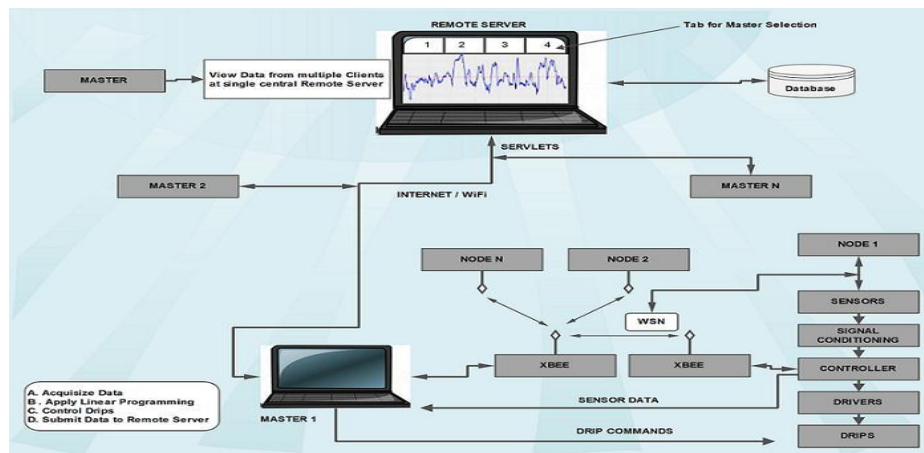 REMOTE SERVER
Tab for Master Selection
1 2 3 4
MASTER
View Data from multiple Clients
at single central Remote Server
Database
SERVLETS
MASTER 2
INTERNET / WiFi
MASTER N
NODE N
NODE 2
NODE 1
WSN
SENSORS
SIGNAL
CONDITIONING
XBEE
XBEE
CONTROLLER
A. Acquisize Data
B . Apply Linear Programming
C. Control Drips
D. Submit Data to Remote Server
MASTER 1
SENSOR DATA
DRIVERS
DRIP COMMANDS
DRIPS